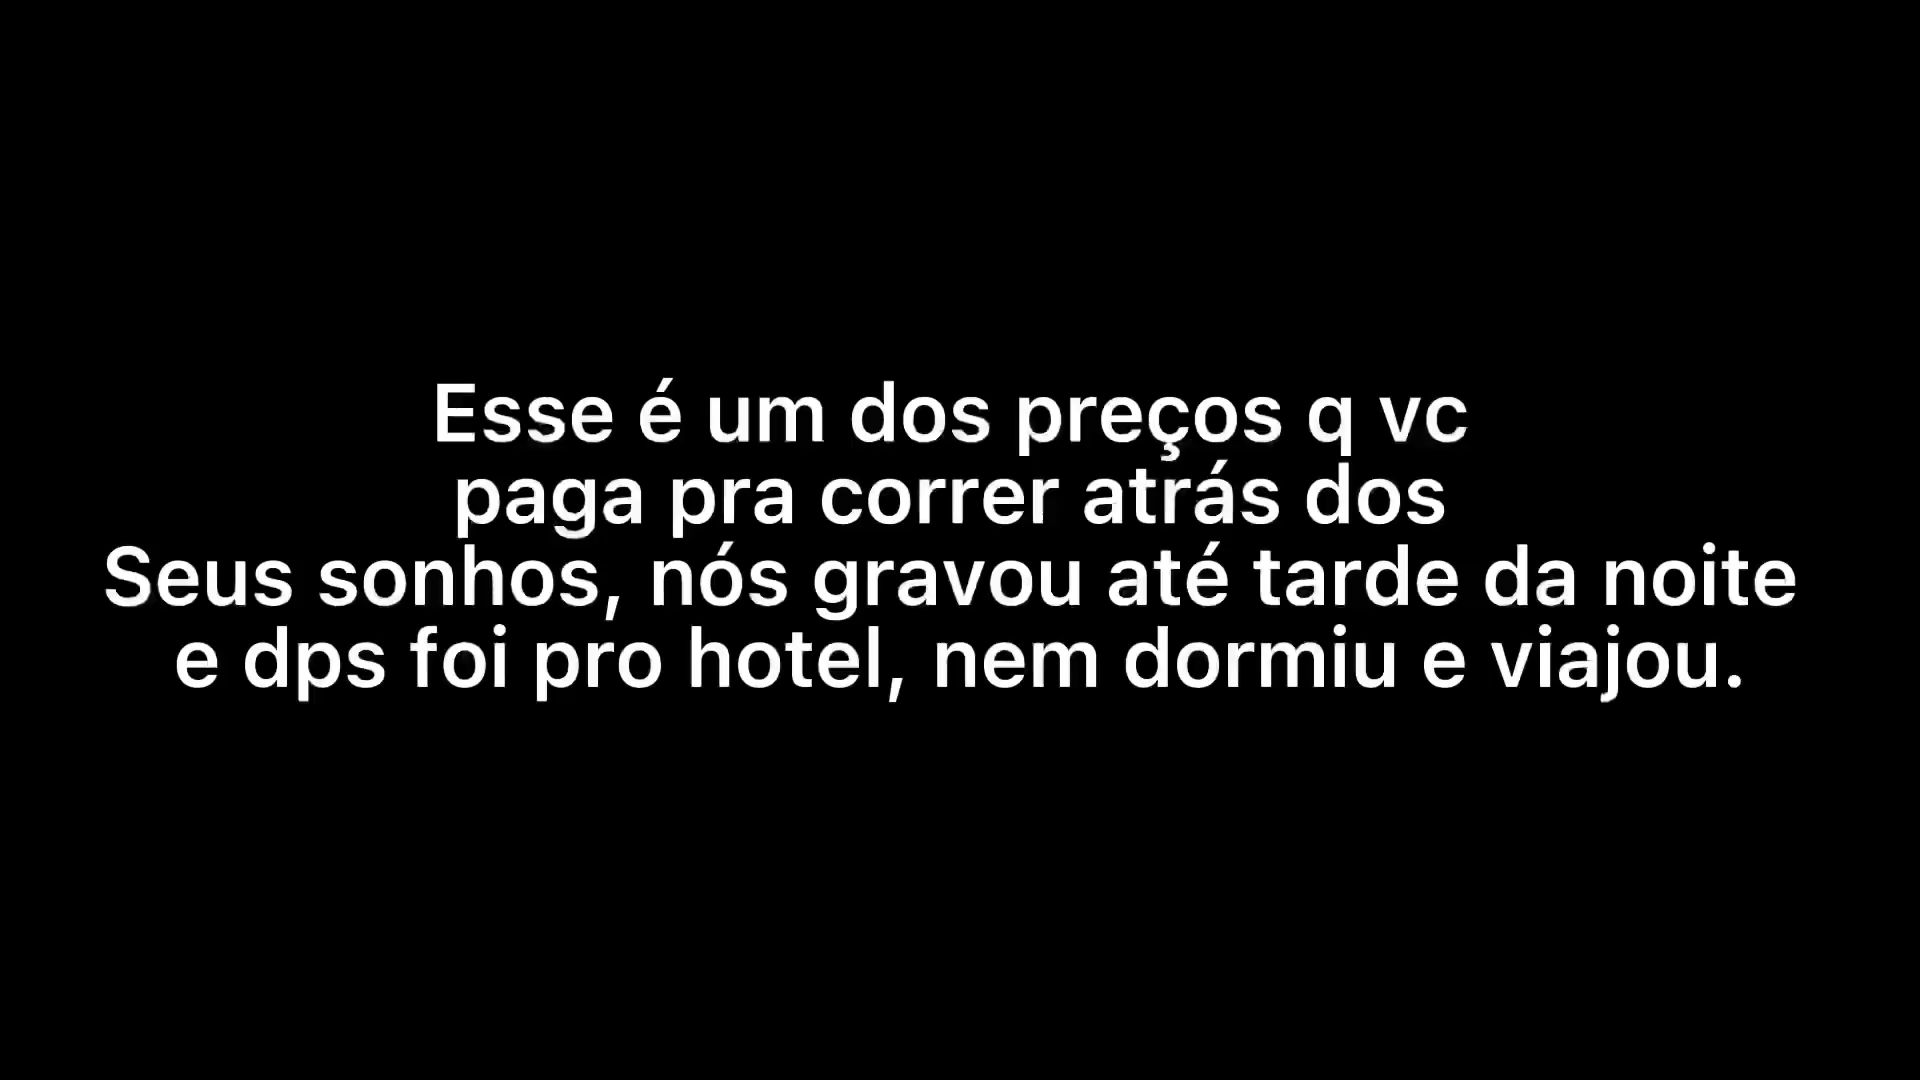 Esse é um dos preços q vc
paga pra correr atrás dos
Seus sonhos, nós gravou até tarde da noite
e dps foi pro hotel, nem dormiu e viajou.